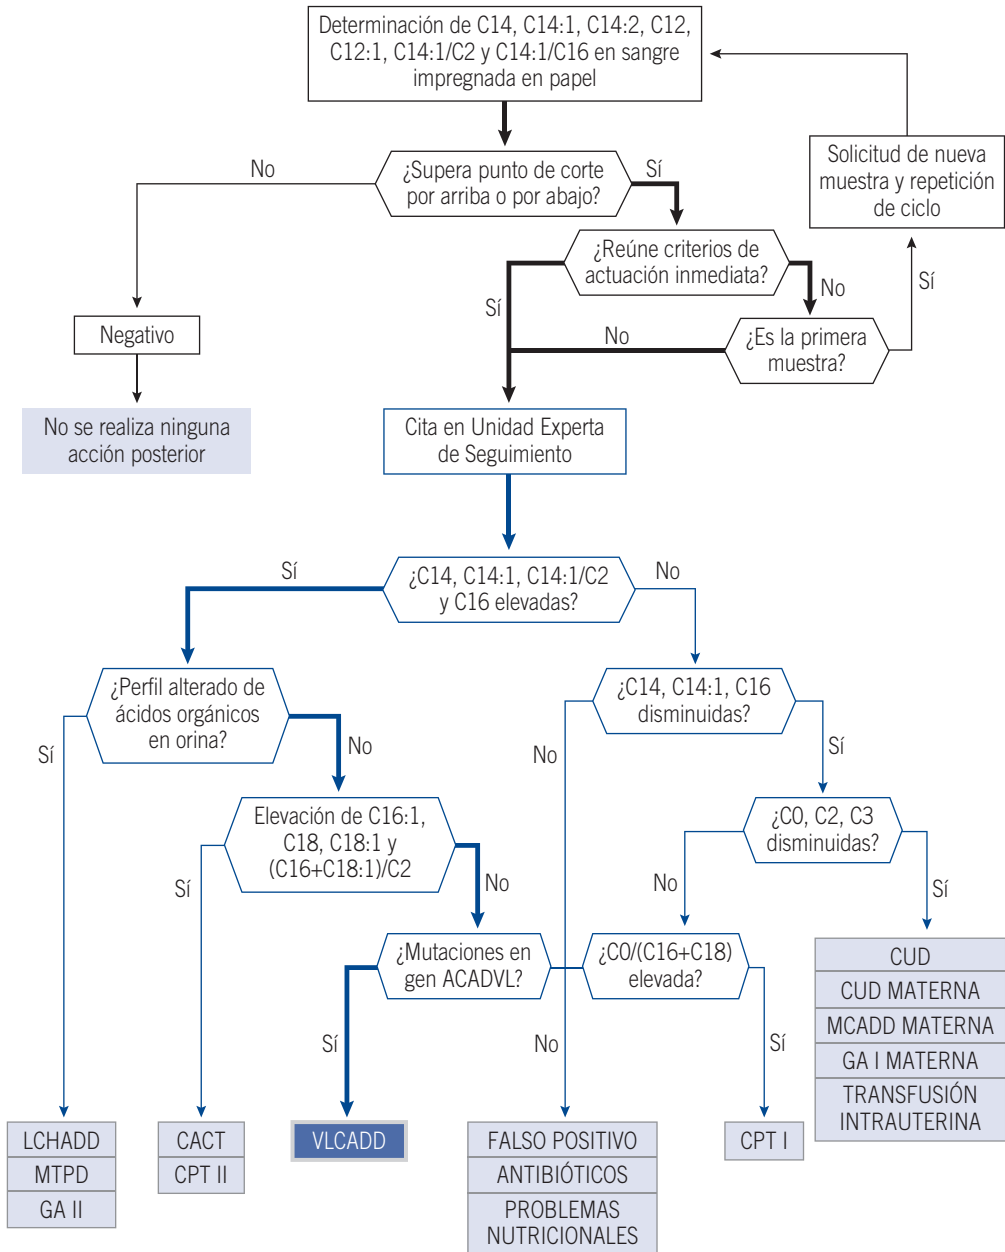 Determinación de C14, C14:1, C14:2, C12,
C12:1, C14:1/C2 y C14:1/C16 en sangre
impregnada en papel
¿Supera punto de corte
por arriba o por abajo?
No
Sí
Solicitud de nueva
muestra y repetición
de ciclo
¿Reúne criterios de
actuación inmediata?
Sí
No
Sí
Negativo
No
¿Es la primera
muestra?
No se realiza ninguna
acción posterior
Cita en Unidad Experta
de Seguimiento
Sí
¿C14, C14:1, C14:1/C2
y C16 elevadas?
No
¿Perfil alterado de
ácidos orgánicos
en orina?
¿C14, C14:1, C16
disminuidas?
Sí
No
No
Sí
Elevación de C16:1,
C18, C18:1 y
(C16+C18:1)/C2
¿C0, C2, C3
disminuidas?
Sí
No
No
Sí
¿Mutaciones en
gen ACADVL?
¿C0/(C16+C18)
elevada?
Sí
No
Sí
CUD
CUD MATERNA
MCADD MATERNA
GA I MATERNA
TRANSFUSIÓN
INTRAUTERINA
LCHADD
MTPD
GA II
CACT
CPT II
VLCADD
FALSO POSITIVO
ANTIBIÓTICOS
PROBLEMAS
NUTRICIONALES
CPT I